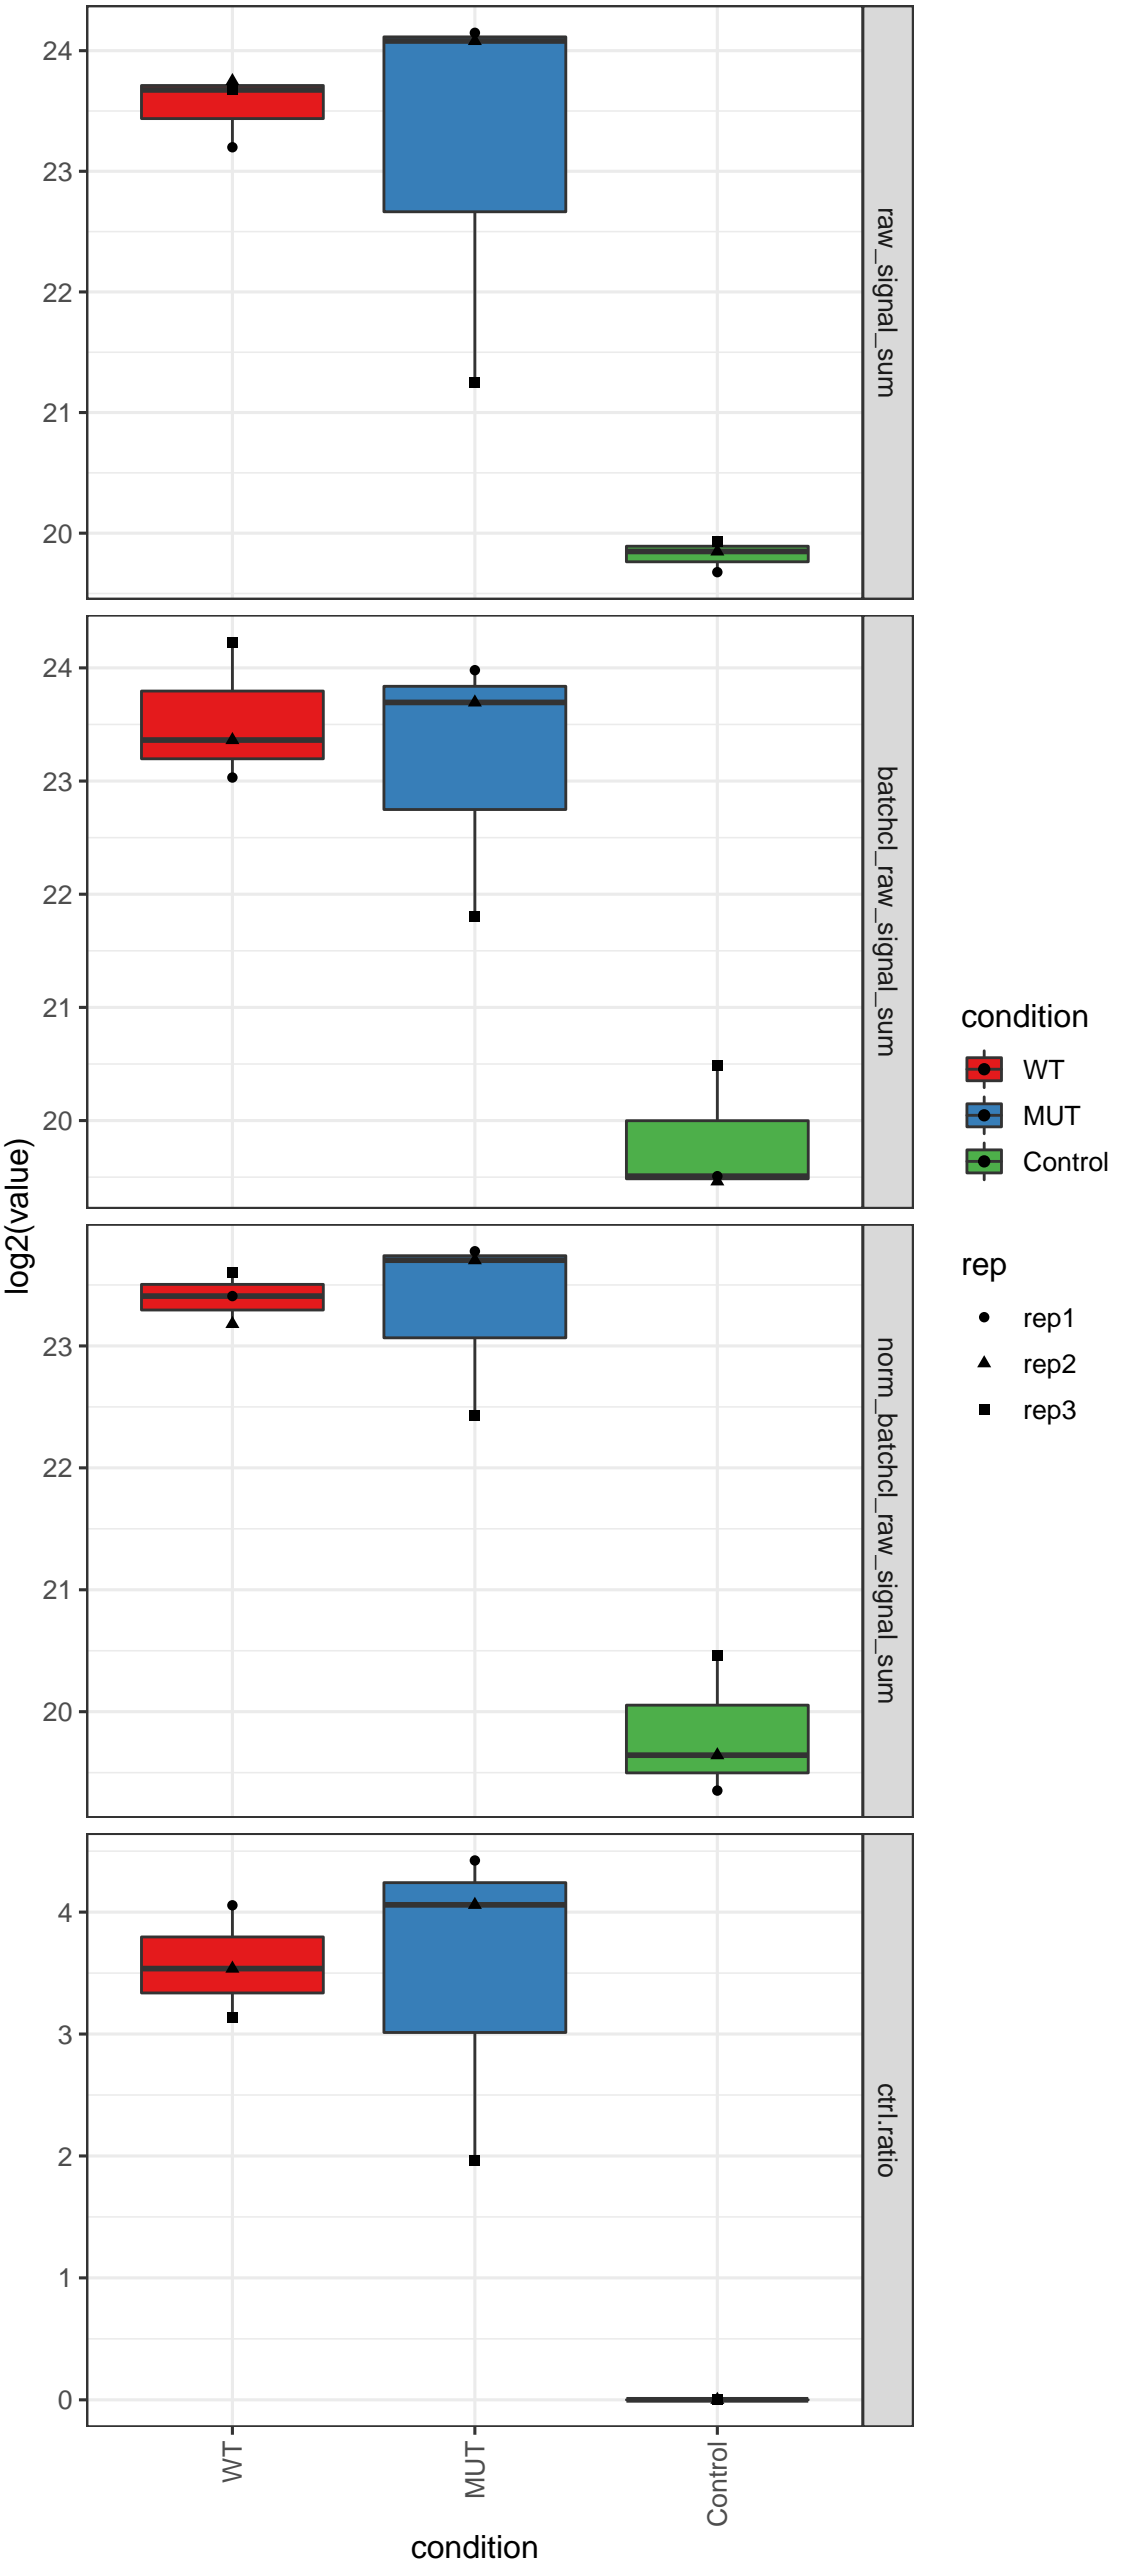 log2(value)
24
23
22
21
20
raw_signal_sum
24
23
22
21
20
batchcl_raw_signal_sum
23
22
21
20
norm_batchcl_raw_signal_sum
4
3
2
1
0
ctrl.ratio
WT
MUT
Control
condition
condition
WT
MUT
Control
rep
rep1
rep2
rep3